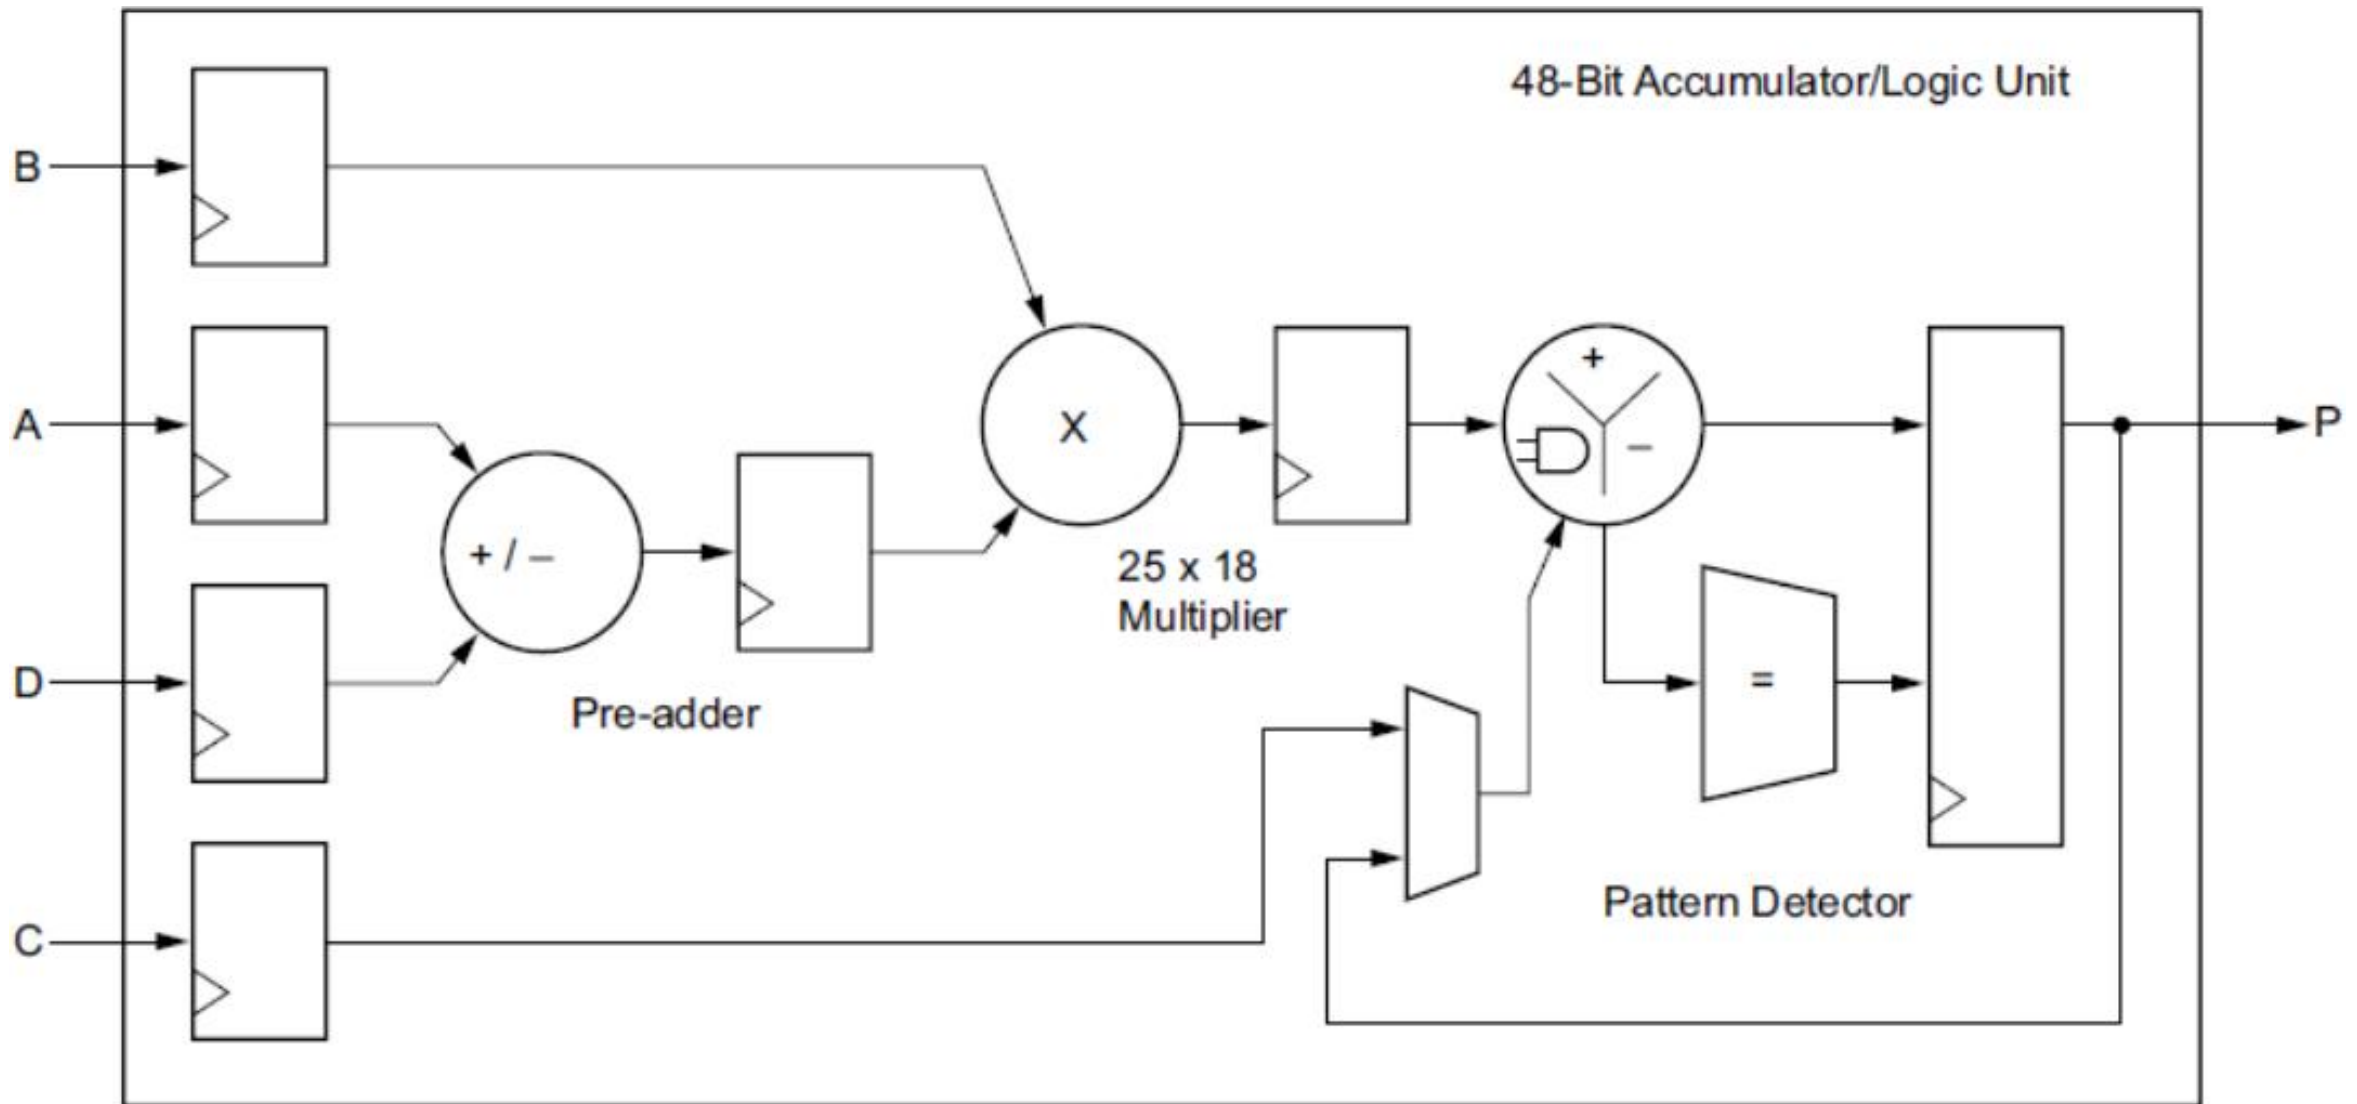 48-Bit Accumulator/Logic Unit
B
A
D
C
+ / –
Pre-adder
X
25 x 18
Multiplier
+
–
=
Pattern Detector
P